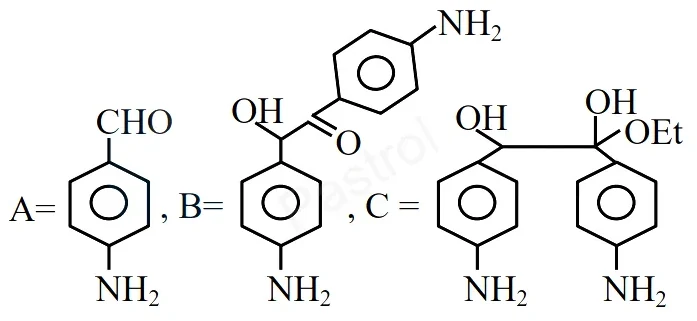 NH₂
OH
O
CHO
OH
OH
OEt
A=
, B=
, C =
NH₂
NH₂
NH₂
NH₂